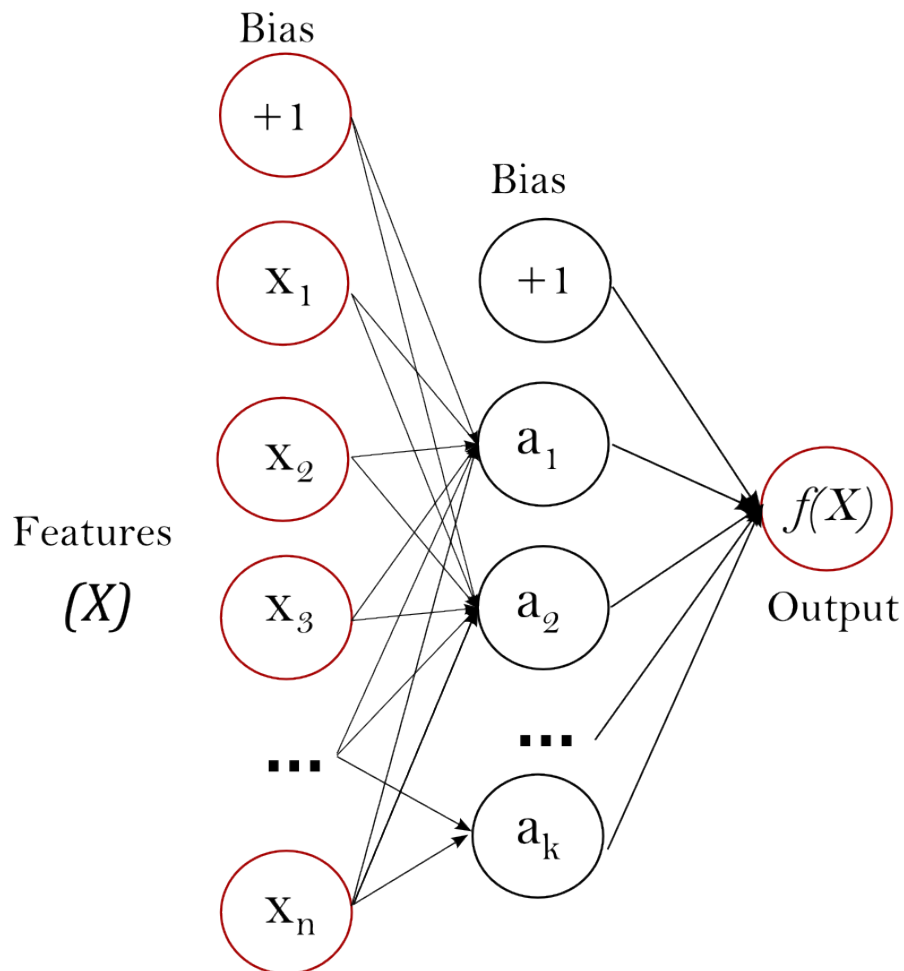 Bias
+1
x₁
x₂
Features
(X)
x₃
...
xₙ
Bias
+1
a₁
a₂
...
aₖ
f(X)
Output